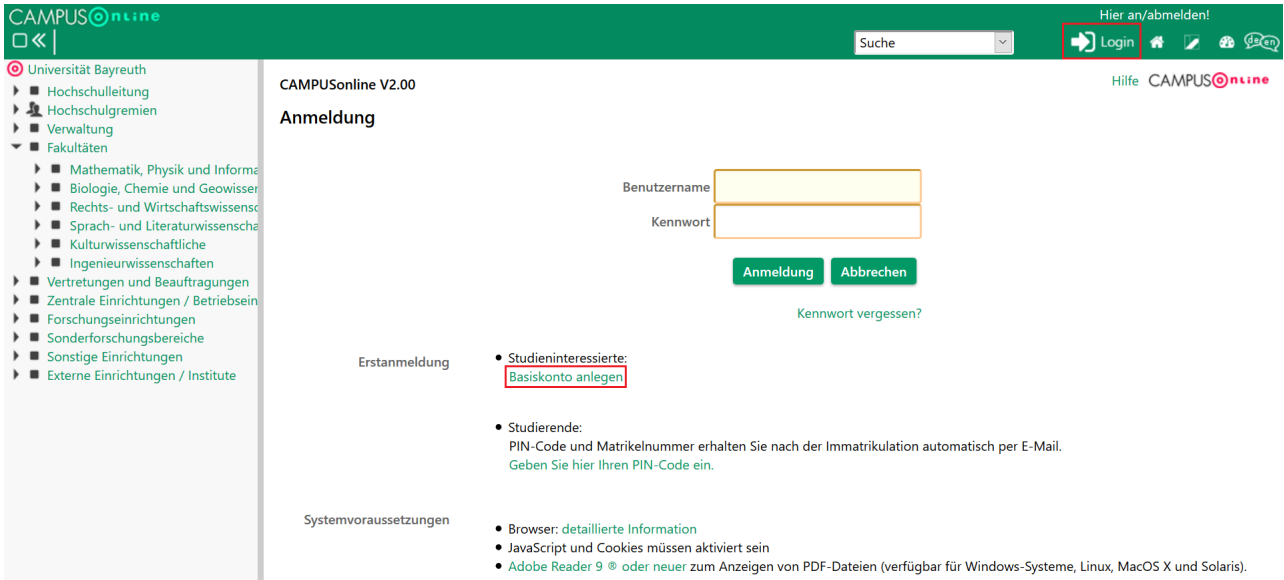 CAMPUSonline
Hier an/abmelden!
Suche
Login
de en
Universität Bayreuth
Hochschulleitung
Hochschulgremien
Verwaltung
Fakultäten
Mathematik, Physik und Informa
Biologie, Chemie und Geowissen
Rechts- und Wirtschaftswissensc
Sprach- und Literaturwissenscha
Kulturwissenschaftliche
Ingenieurwissenschaften
Vertretungen und Beauftragungen
Zentrale Einrichtungen / Betriebsein
Forschungseinrichtungen
Sonderforschungsbereiche
Sonstige Einrichtungen
Externe Einrichtungen / Institute
CAMPUSonline V2.00
Hilfe CAMPUSonline
Anmeldung
Benutzername
Kennwort
Anmeldung Abbrechen
Kennwort vergessen?
Erstanmeldung
• Studieninteressierte:
Basiskonto anlegen
• Studierende:
PIN-Code und Matrikelnummer erhalten Sie nach der Immatrikulation automatisch per E-Mail.
Geben Sie hier Ihren PIN-Code ein.
Systemvoraussetzungen
• Browser: detaillierte Information
• JavaScript und Cookies müssen aktiviert sein
• Adobe Reader 9 ® oder neuer zum Anzeigen von PDF-Dateien (verfügbar für Windows-Systeme, Linux, MacOS X und Solaris).